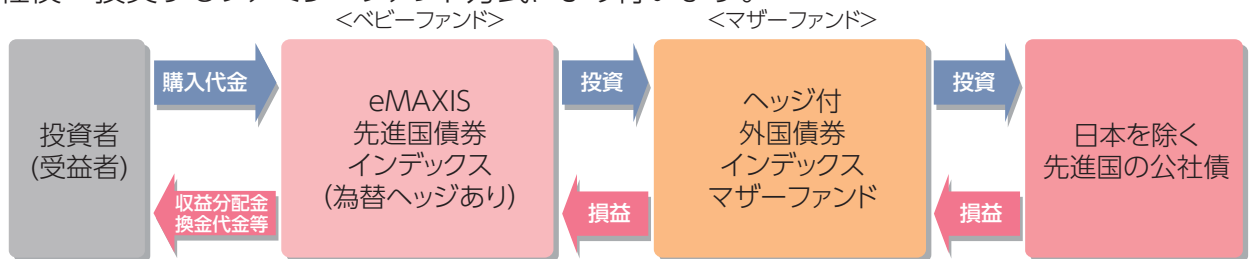 <ベビーファンド>
<マザーファンド>
投資者
(受益者)
購入代金
収益分配金
換金代金等
eMAXIS
先進国債券
インデックス
(為替ヘッジあり)
投資
損益
ヘッジ付
外国債券
インデックス
マザーファンド
投資
損益
日本を除く
先進国の公社債